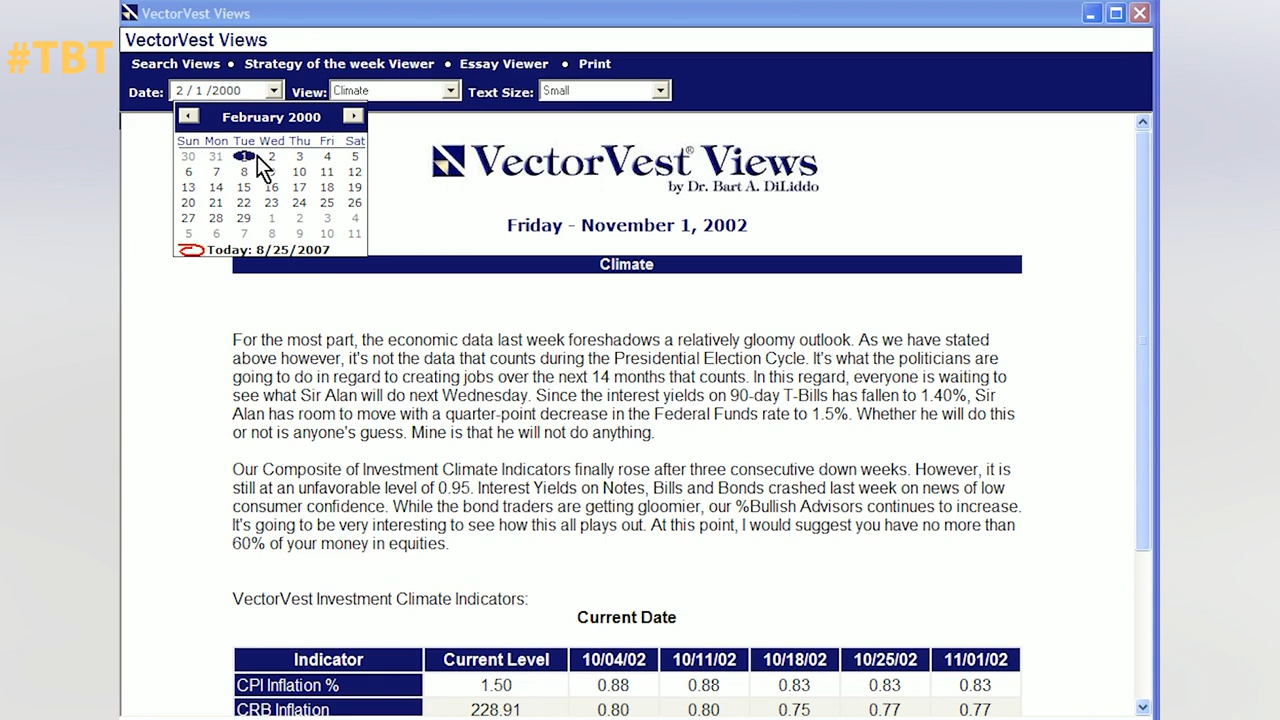 VectorVest Views
#TBT
VectorVest Views
Search Views • Strategy of the week Viewer • Essay Viewer • Print
Date: 2 / 1 /2000 View: Climate Text Size: Small
February 2000
Sun Mon Tue Wed Thu Fri Sat
30 31 1 2 3 4 5
6 7 8 10 11 12
13 14 15 16 17 18 19
20 21 22 23 24 25 26
27 28 29 1 2 3 4
5 6 7 8 9 10 11
Today: 8/25/2007
VectorVest® Views
by Dr. Bart A. DiLiddo
Friday - November 1, 2002
Climate
For the most part, the economic data last week foreshadows a relatively gloomy outlook. As we have stated
above however, it's not the data that counts during the Presidential Election Cycle. It's what the politicians are
going to do in regard to creating jobs over the next 14 months that counts. In this regard, everyone is waiting to
see what Sir Alan will do next Wednesday. Since the interest yields on 90-day T-Bills has fallen to 1.40%, Sir
Alan has room to move with a quarter-point decrease in the Federal Funds rate to 1.5%. Whether he will do this
or not is anyone's guess. Mine is that he will not do anything.
Our Composite of Investment Climate Indicators finally rose after three consecutive down weeks. However, it is
still at an unfavorable level of 0.95. Interest Yields on Notes, Bills and Bonds crashed last week on news of low
consumer confidence. While the bond traders are getting gloomier, our %Bullish Advisors continues to increase.
It's going to be very interesting to see how this all plays out. At this point, I would suggest you have no more than
60% of your money in equities.
VectorVest Investment Climate Indicators:
Current Date
Indicator Current Level 10/04/02 10/11/02 10/18/02 10/25/02 11/01/02
CPI Inflation % 1.50 0.88 0.88 0.83 0.83 0.83
CRB Inflation 228.91 0.80 0.80 0.75 0.77 0.77